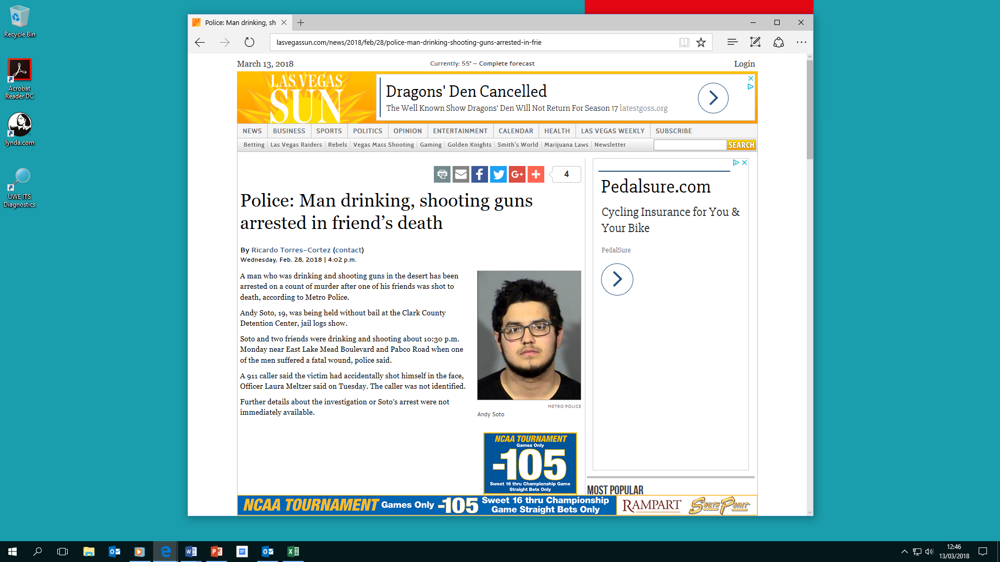 Recycle Bin
Acrobat
Reader DC
lynda.com
UWE ITS
Diagnostics
Police: Man drinking, sh
lasvegassun.com/news/2018/feb/28/police-man-drinking-shooting-guns-arrested-in-frie
March 13, 2018
Currently: 55° — Complete forecast
Login
LAS VEGAS
SUN
Dragons' Den Cancelled
The Well Known Show Dragons' Den Will Not Return For Season 17 latestgoss.org
NEWS BUSINESS SPORTS POLITICS OPINION ENTERTAINMENT CALENDAR HEALTH LAS VEGAS WEEKLY SUBSCRIBE
Betting Las Vegas Raiders Rebels Vegas Mass Shooting Gaming Golden Knights Smith's World Marijuana Laws Newsletter SEARCH
G+ 4
Police: Man drinking, shooting guns
arrested in friend’s death
By Ricardo Torres-Cortez (contact)
Wednesday, Feb. 28, 2018 | 4:02 p.m.
A man who was drinking and shooting guns in the desert has been
arrested on a count of murder after one of his friends was shot to
death, according to Metro Police.
Andy Soto, 19, was being held without bail at the Clark County
Detention Center, jail logs show.
Soto and two friends were drinking and shooting about 10:30 p.m.
Monday near East Lake Mead Boulevard and Pabco Road when one
of the men suffered a fatal wound, police said.
A 911 caller said the victim had accidentally shot himself in the face,
Officer Laura Meltzer said on Tuesday. The caller was not identified.
Further details about the investigation or Soto’s arrest were not
immediately available.
METRO POLICE
Andy Soto
Pedalsure.com
Cycling Insurance for You &
Your Bike
PedalSure
NCAA TOURNAMENT
Games Only
-105
Sweet 16 thru Championship Game
Straight Bets Only
MOST POPULAR
NCAA TOURNAMENT Games Only -105 Sweet 16 thru Championship
Game Straight Bets Only
RAMPART SOUTH POINT
12:46
13/03/2018